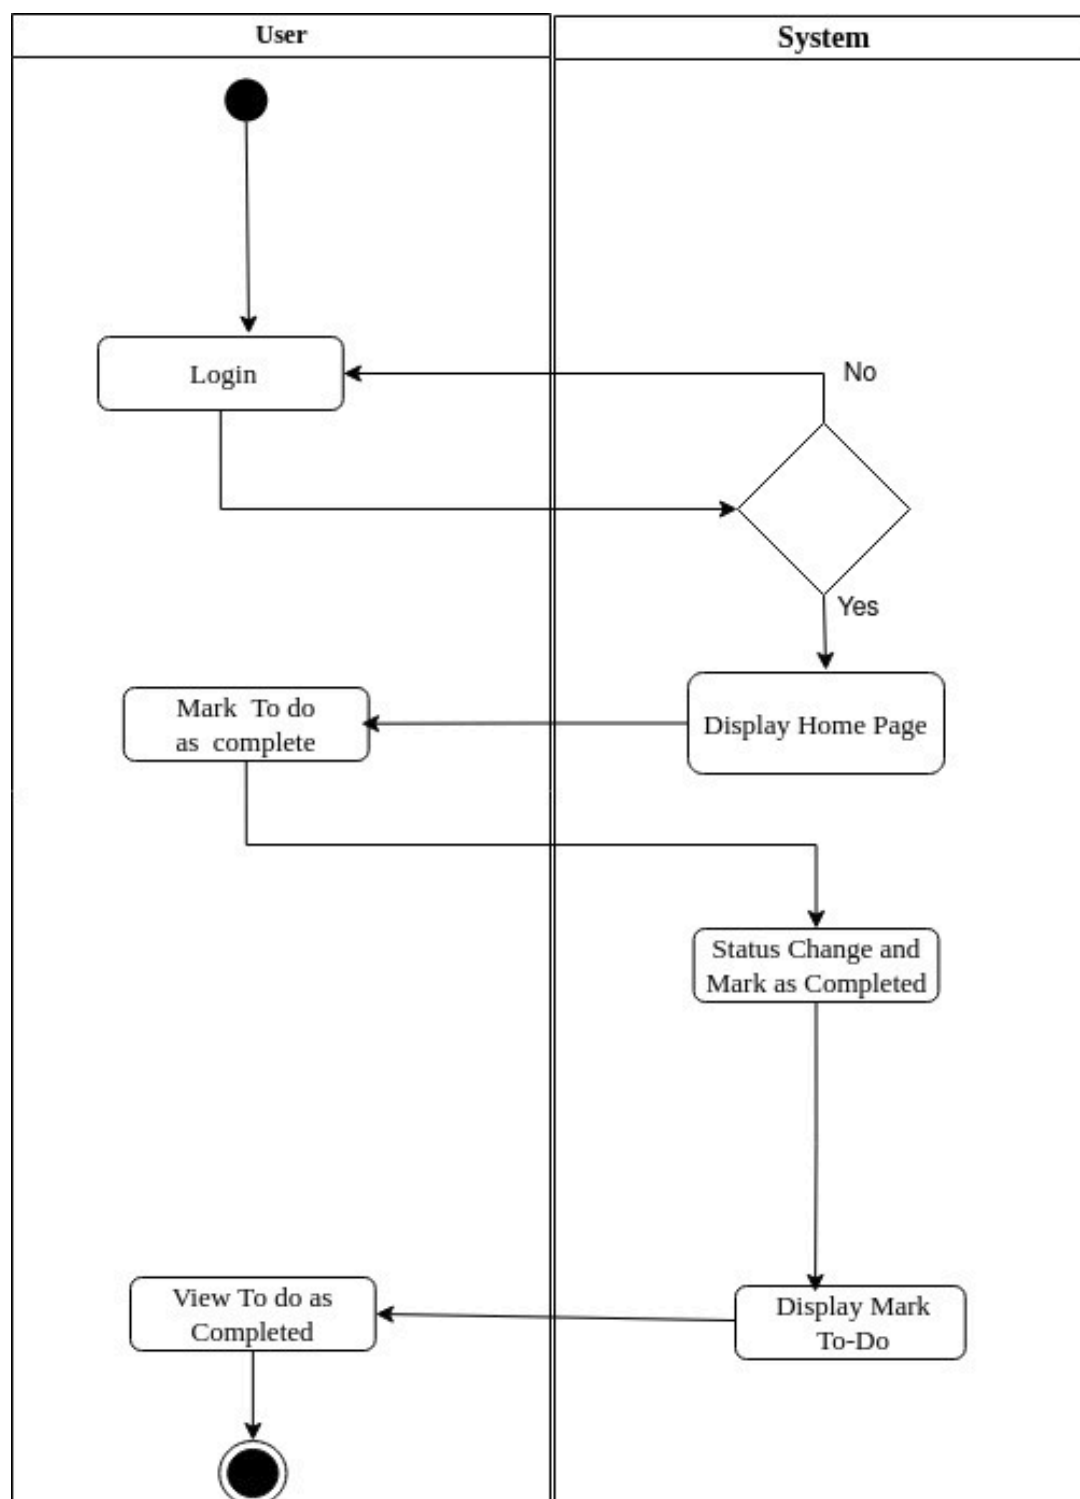 User
System
Login
No
Yes
Mark To do
as complete
Display Home Page
Status Change and
Mark as Completed
View To do as
Completed
Display Mark
To-Do